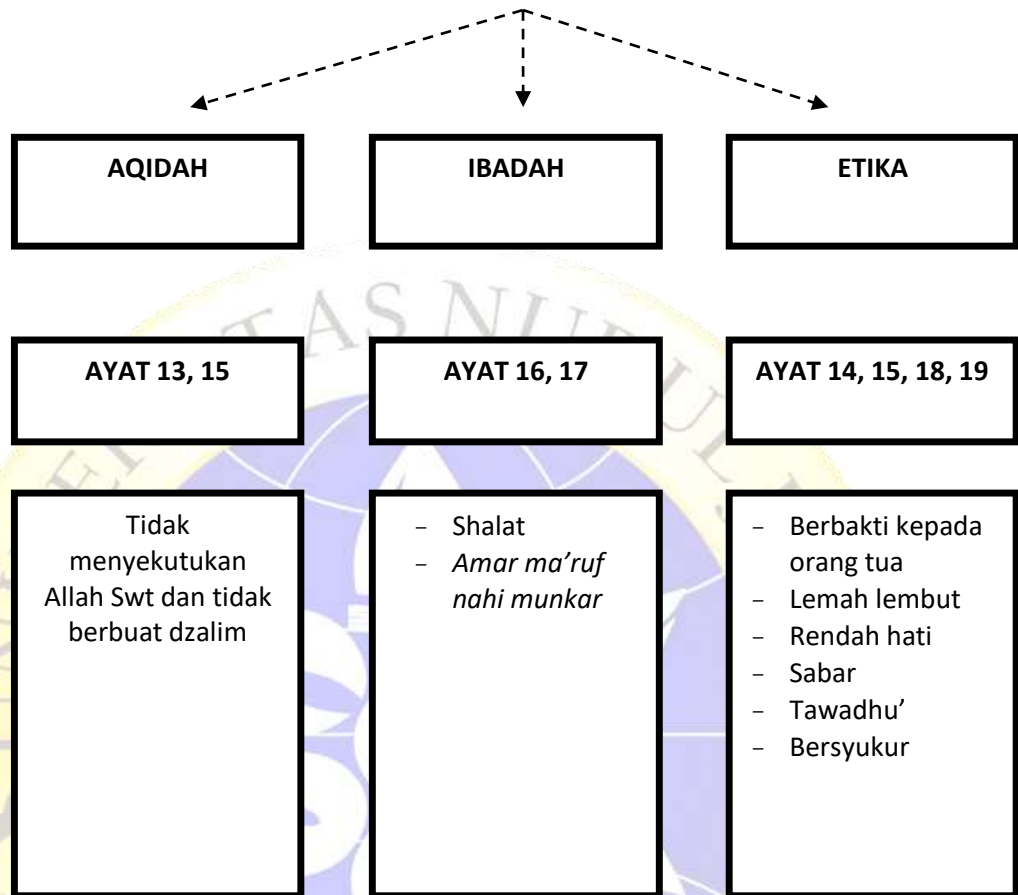 AQIDAH
IBADAH
ETIKA
AYAT 13, 15
AYAT 16, 17
AYAT 14, 15, 18, 19
Tidak
menyekutukan
Allah Swt dan tidak
berbuat dzalim
- Shalat
- Amar ma’ruf
nahi munkar
- Berbakti kepada
orang tua
- Lemah lembut
- Rendah hati
- Sabar
- Tawadhu’
- Bersyukur